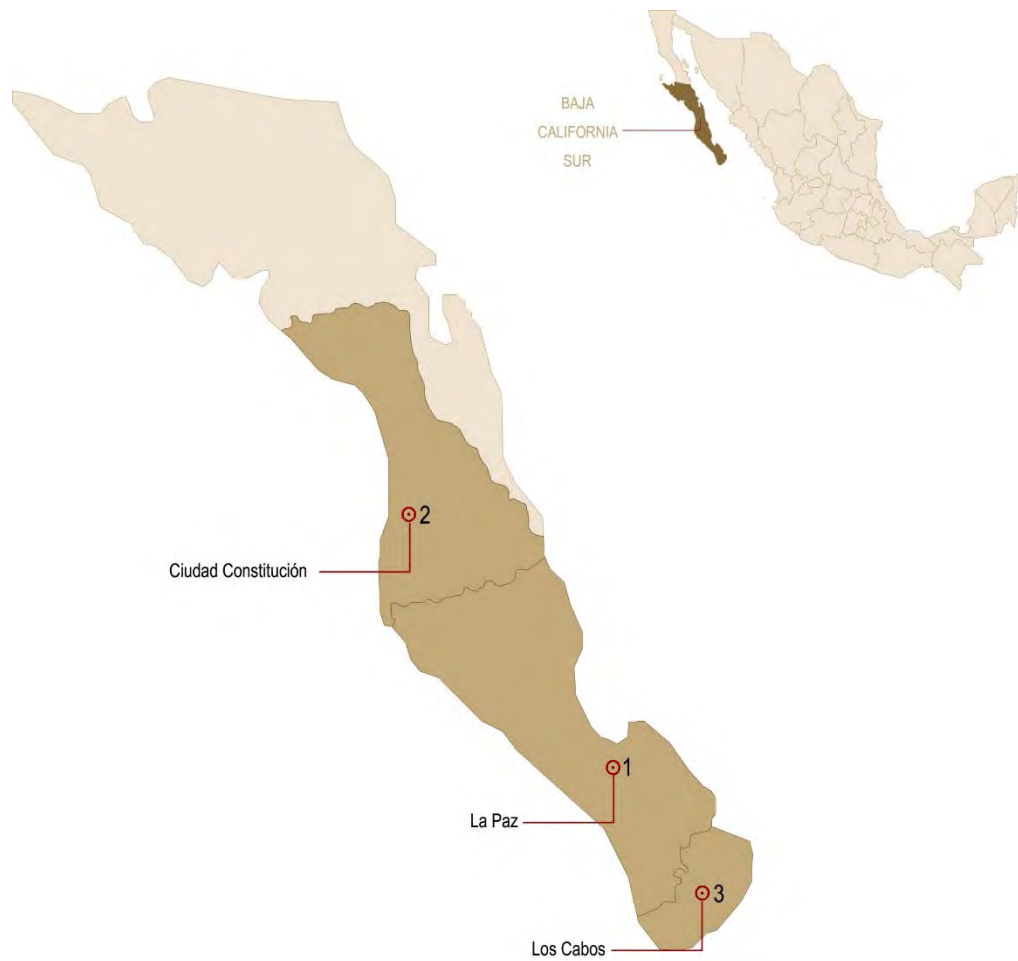 BAJA
CALIFORNIA
SUR
2
Ciudad Constitución
1
La Paz
3
Los Cabos